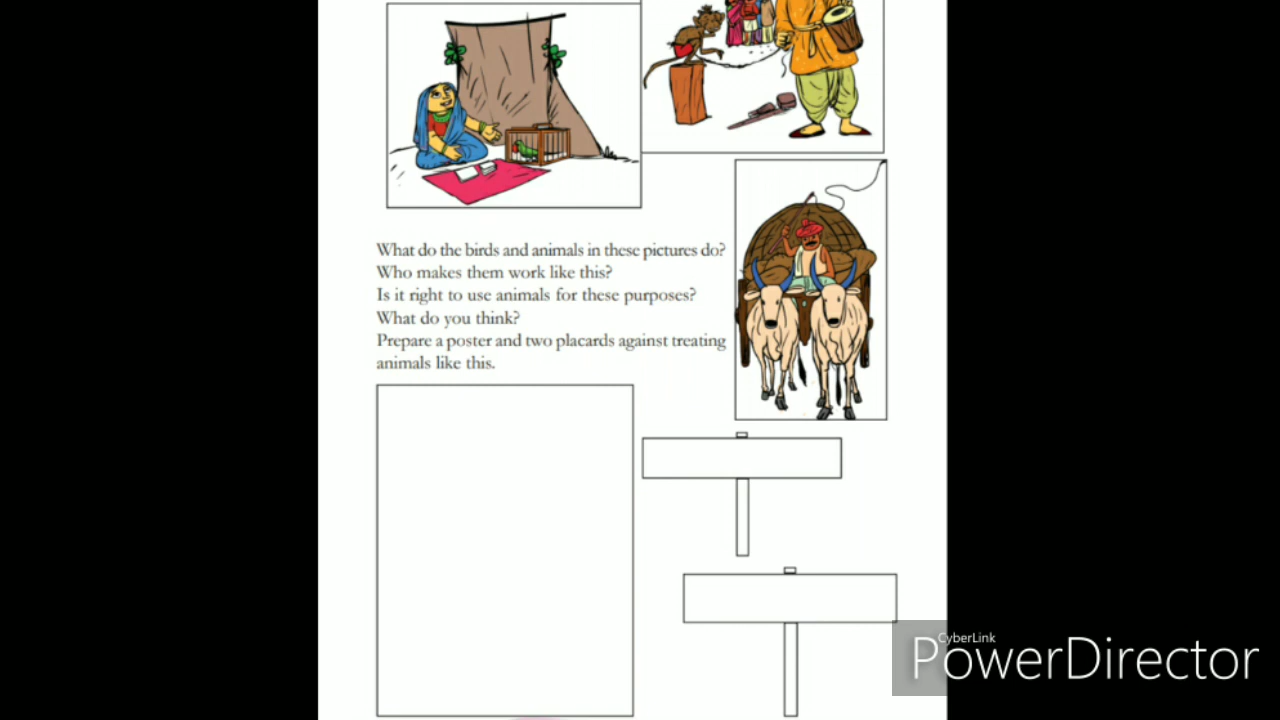 What do the birds and animals in these pictures do?
Who makes them work like this?
Is it right to use animals for these purposes?
What do you think?
Prepare a poster and two placards against treating
animals like this.
CyberLink
PowerDirector